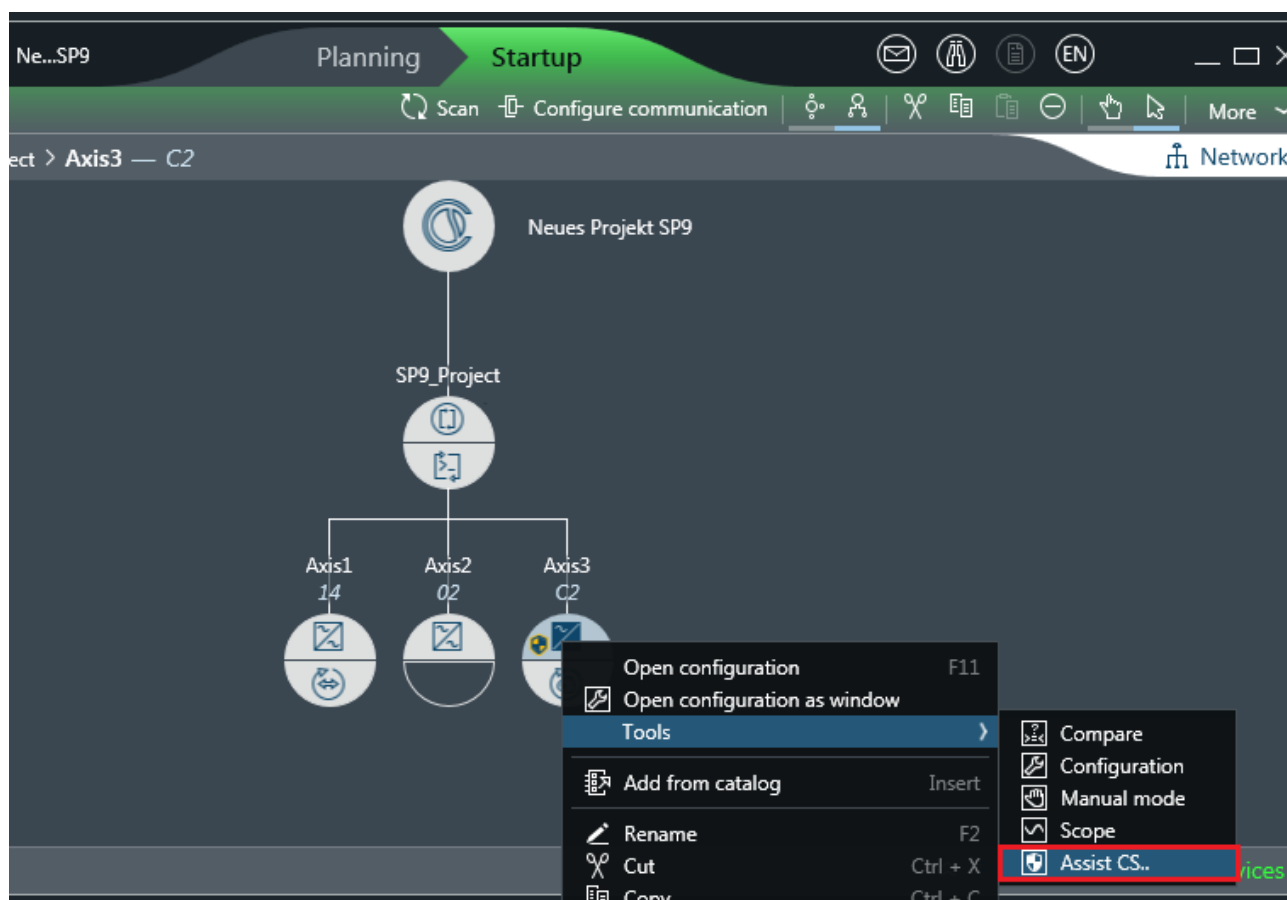 Ne...SP9 Planning Startup EN
Scan Configure communication More
ect > Axis3 — C2 Network
Neues Projekt SP9
SP9_Project
Axis1 Axis2 Axis3
14 02 C2
Open configuration F11
Open configuration as window
Tools
Compare
Configuration
Add from catalog Insert
Manual mode
Scope
Rename F2
Assist CS..
Cut Ctrl + X
vices
Copy Ctrl + C